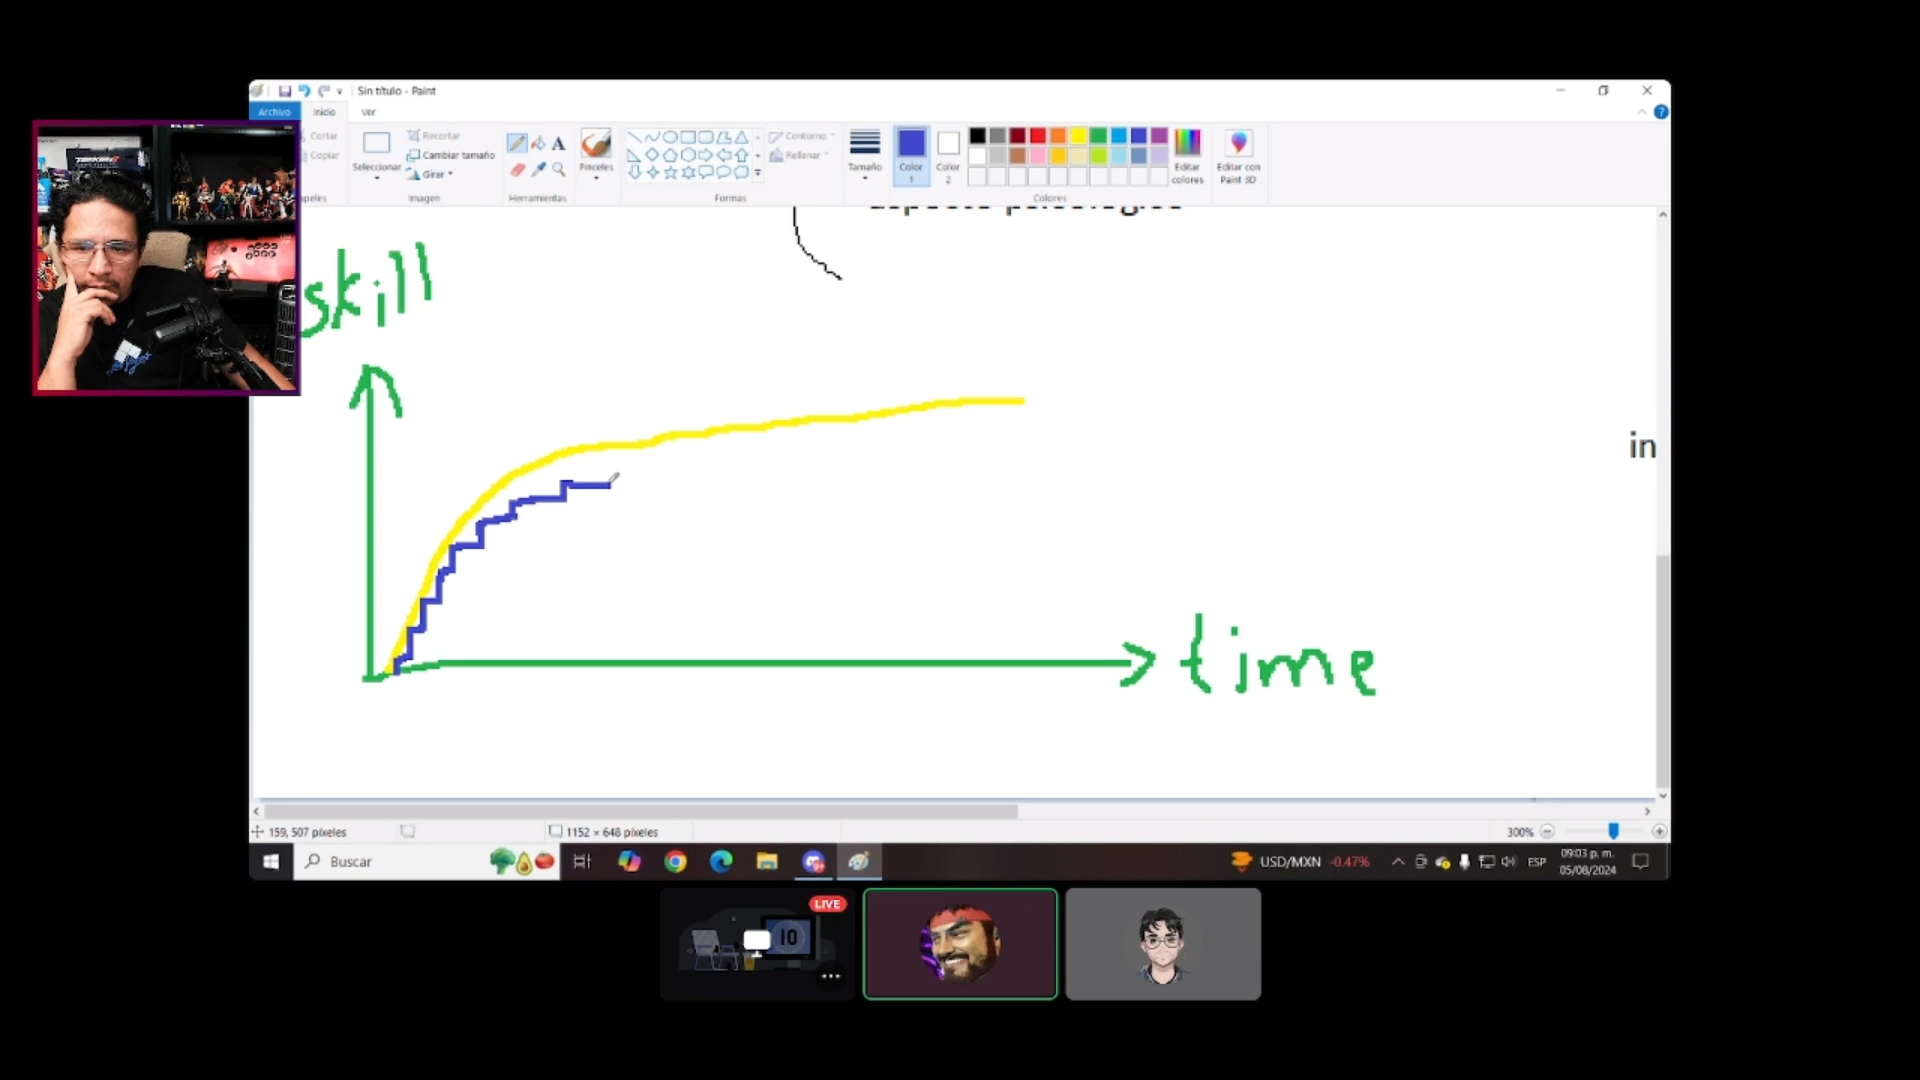 Sin título - Paint
Archivo Inicio Ver
Cortar
Copiar
Seleccionar
Recortar
Cambiar tamaño
Girar
Imagen
Herramientas
Pinceles
Contorno
Rellenar
Formas
Tamaño
Color 1
Color 2
Editar colores
Editar con Paint 3D
Colores
aspecto psicológico
skill
in
time
159, 507 píxeles
1152 × 648 píxeles
300%
Buscar
USD/MXN -0.47%
ESP
09:03 p. m.
05/08/2024
LIVE
10